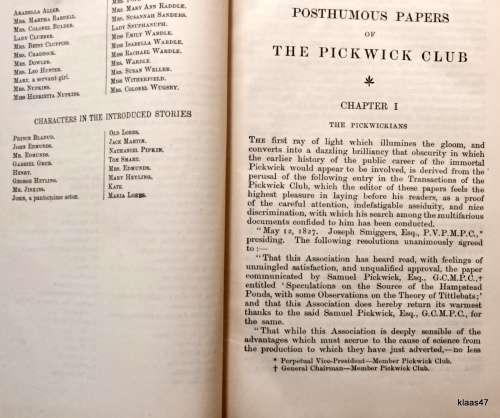 Arabella Allen.
Mrs. Martha Bardell.
Mrs. Colonel Bulder.
Lady Clubber.
Mrs. Betsy Cluppins.
Mrs. Craddock.
Mrs. Dowler.
Mrs. Leo Hunter.
Mary, a servant-girl.
Mrs. Nupkins.
Miss Henrietta Nupkins.
Mrs. Mary Ann Raddle.
Mrs. Susannah Sanders.
Lady Snuphanuph.
Miss Emily Wardle.
Miss Isabella Wardle.
Miss Rachael Wardle.
Mrs. Wardle.
Mrs. Susan Weller.
Miss Witherfield.
Mrs. Colonel Wugsby.
CHARACTERS IN THE INTRODUCED STORIES
Prince Bladud.
John Edmunds.
Mr. Edmunds.
Gabriel Grub.
Henry.
George Heyling.
Mr. Jinkins.
John, a pantomime actor.
Old Lobbs.
Jack Martin.
Nathaniel Pipkin.
Tom Smart.
Mrs. Edmunds.
Mary Heyling.
Kate.
Maria Lobbs.
POSTHUMOUS PAPERS
OF
THE PICKWICK CLUB
CHAPTER I
THE PICKWICKIANS
THE first ray of light which illumines the gloom, and
converts into a dazzling brilliancy that obscurity in which
the earlier history of the public career of the immortal
Pickwick would appear to be involved, is derived from the
perusal of the following entry in the Transactions of the
Pickwick Club, which the editor of these papers feels the
highest pleasure in laying before his readers, as a proof
of the careful attention, indefatigable assiduity, and nice
discrimination, with which his search among the multifarious
documents confided to him has been conducted.
"May 12, 1827. Joseph Smiggers, Esq., P.V.P.M.P.C.,*
presiding. The following resolutions unanimously agreed
to:—
"That this Association has heard read, with feelings of
unmingled satisfaction, and unqualified approval, the paper
communicated by Samuel Pickwick, Esq., G.C.M.P.C.,†
entitled 'Speculations on the Source of the Hampstead
Ponds, with some Observations on the Theory of Tittlebats;'
and that this Association does hereby return its warmest
thanks to the said Samuel Pickwick, Esq., G.C.M.P.C., for
the same.
"That while this Association is deeply sensible of the
advantages which must accrue to the cause of science from
the production to which they have just adverted,—no less
* Perpetual Vice-President—Member Pickwick Club.
† General Chairman—Member Pickwick Club.
klaas47